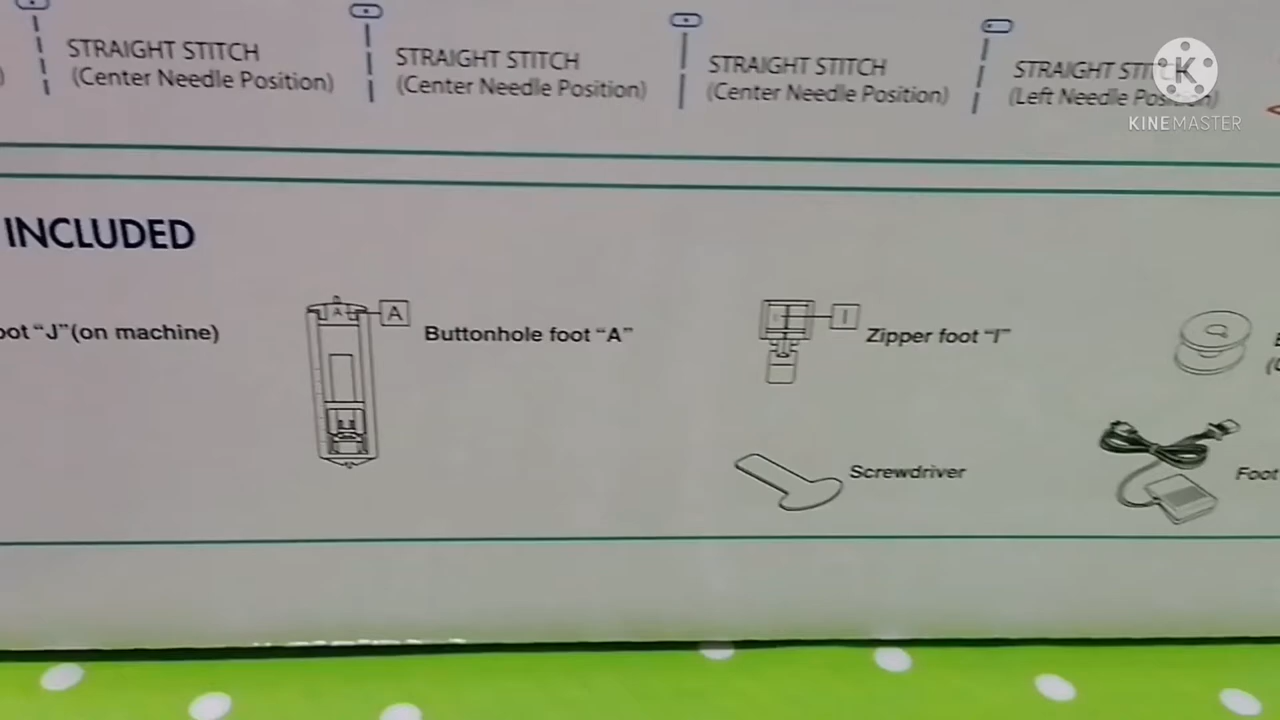 STRAIGHT STITCH
(Center Needle Position)
STRAIGHT STITCH
(Center Needle Position)
STRAIGHT STITCH
(Center Needle Position)
STRAIGHT
(Left Needle
K
KINEMASTER
INCLUDED
"J"(on machine)
A
A
Buttonhole foot "A"
I
Zipper foot "I"
Screwdriver
Foot